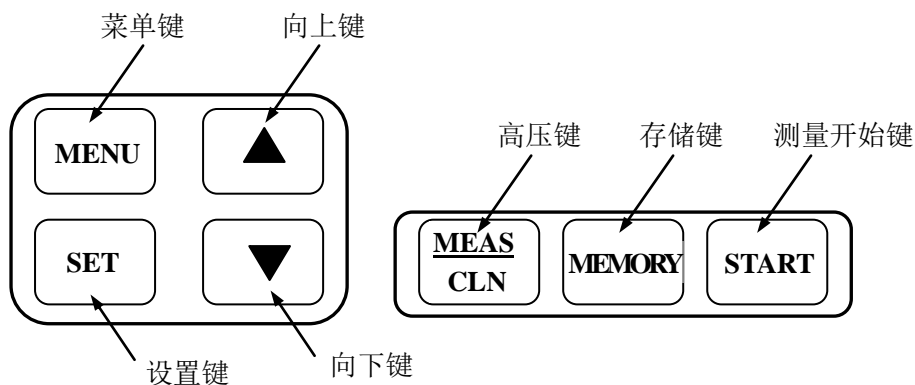 菜单键
向上键
MENU
▲
高压键
存储键
测量开始键
SET
▼
MEAS
CLN
MEMORY
START
设置键
向下键